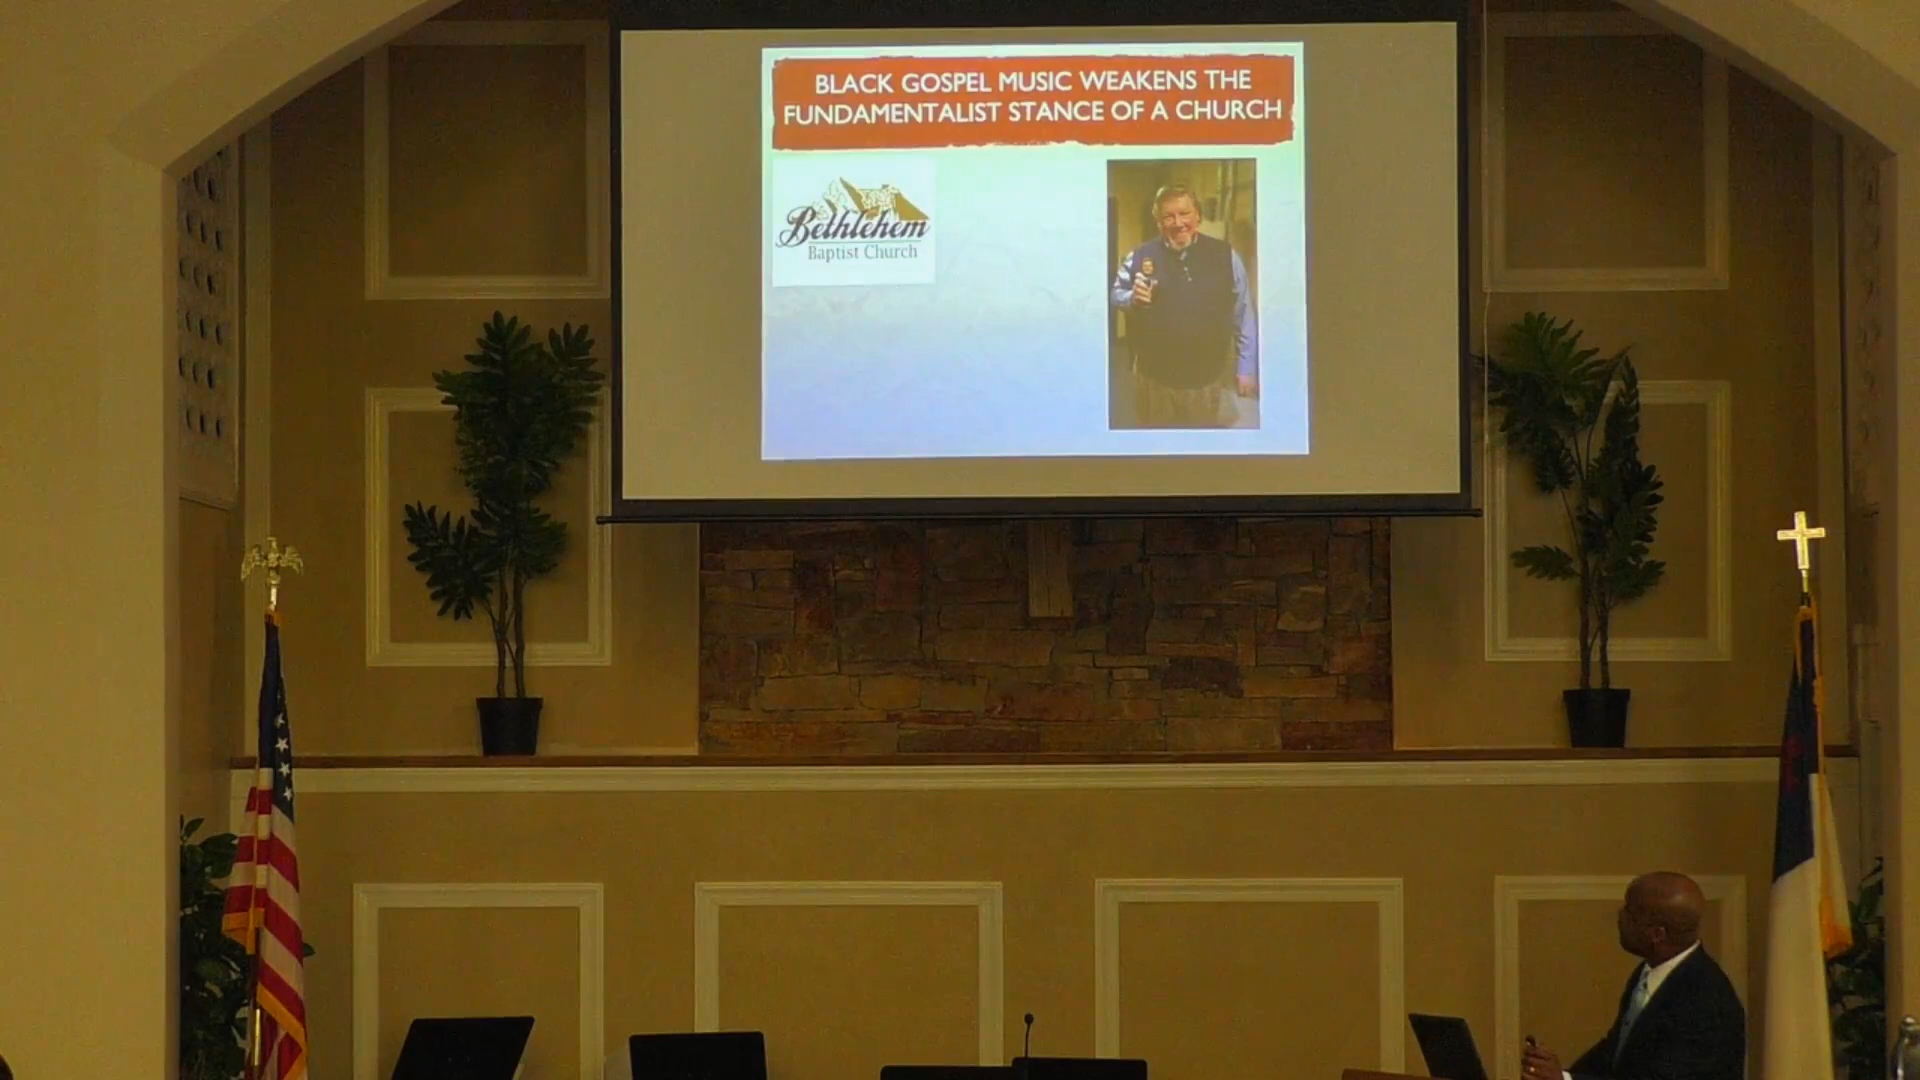 BLACK GOSPEL MUSIC WEAKENS THE
FUNDAMENTALIST STANCE OF A CHURCH
Bethlehem
Baptist Church